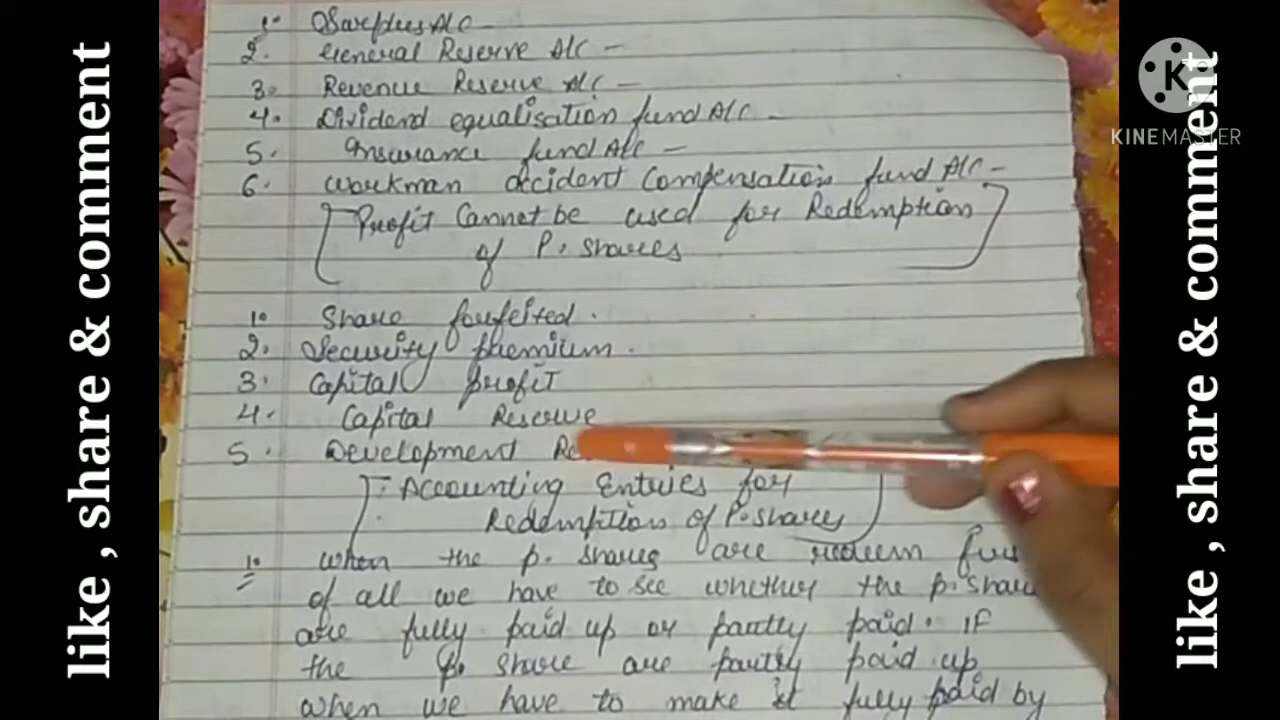 1. Surplus A/C -
2. General Reserve A/C -
3. Revenue Reserve A/C -
4. Dividend equalisation fund A/C -
5. Insurance fund A/C -
6. Workman accident Compensation fund A/C -
Profit Cannot be used for Redemption
of P. Shares
1. Share forfeited.
2. Security premium.
3. Capital profit
4. Capital Reserve
5. Development Re
Accounting Entries for
Redemption of P. Shares
1. When the p. shares are redeem
of all we have to see whether the p. share
are fully paid up or partly paid. If
the p. share are partly paid up
when we have to make it fully paid by
like , share & comment
like , share & comment
K
KINEMASTER